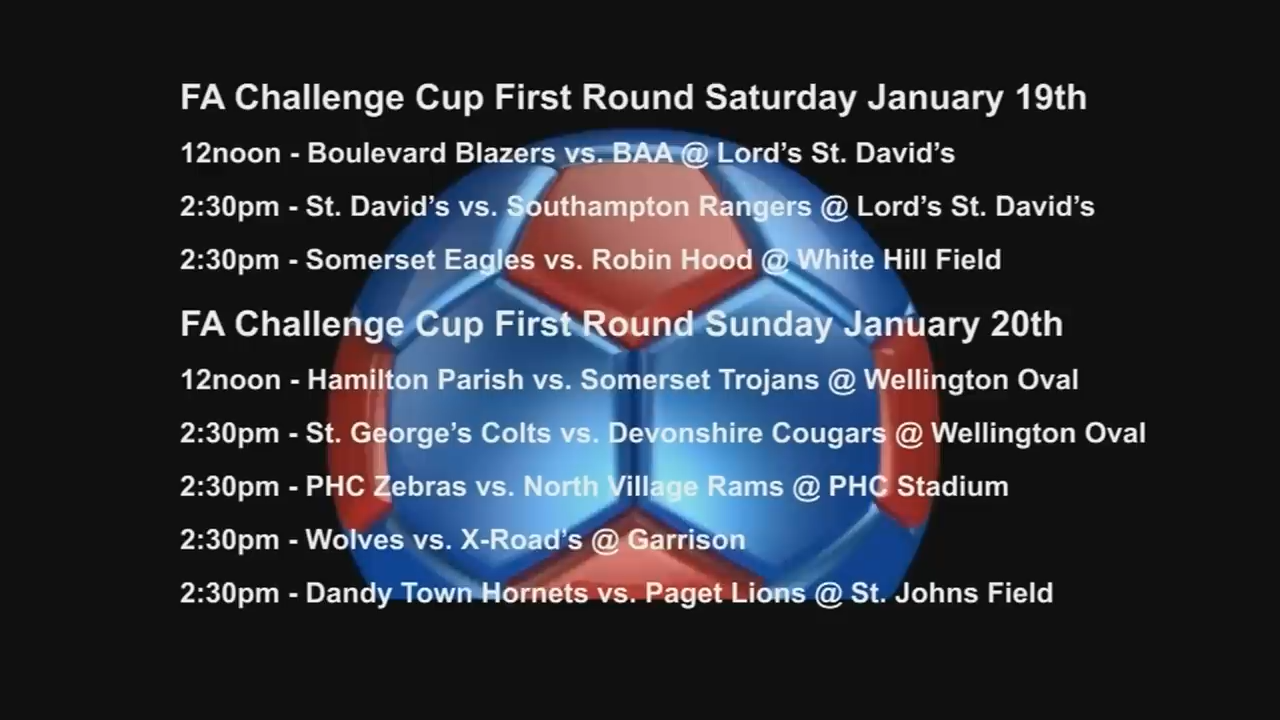 FA Challenge Cup First Round Saturday January 19th
12noon - Boulevard Blazers vs. BAA @ Lord’s St. David’s
2:30pm - St. David’s vs. Southampton Rangers @ Lord’s St. David’s
2:30pm - Somerset Eagles vs. Robin Hood @ White Hill Field
FA Challenge Cup First Round Sunday January 20th
12noon - Hamilton Parish vs. Somerset Trojans @ Wellington Oval
2:30pm - St. George’s Colts vs. Devonshire Cougars @ Wellington Oval
2:30pm - PHC Zebras vs. North Village Rams @ PHC Stadium
2:30pm - Wolves vs. X-Road’s @ Garrison
2:30pm - Dandy Town Hornets vs. Paget Lions @ St. Johns Field